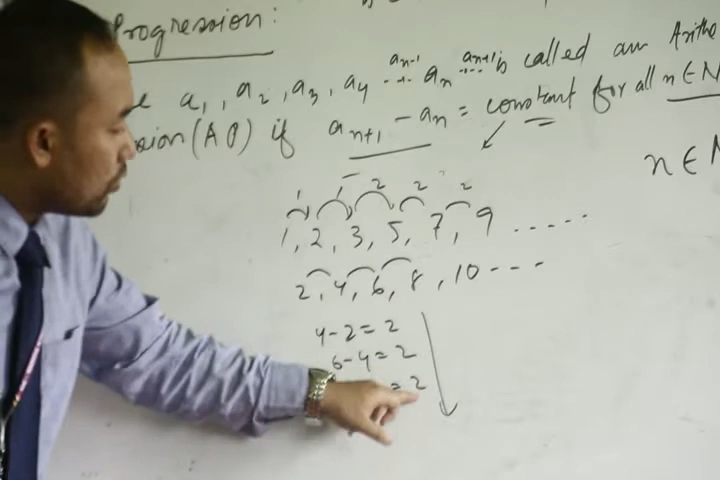 Progression:
a₁, a₂, a₃, a₄ ... aₙ₋₁ aₙ aₙ₊₁ ... is called an Arithe
sion (AP) if aₙ₊₁ - aₙ = constant for all n ∈ N
n ∈ N
1 1 2 2 2
1, 2, 3, 5, 7, 9 .....
2, 4, 6, 8, 10 ---
4-2=2
6-4=2
=2